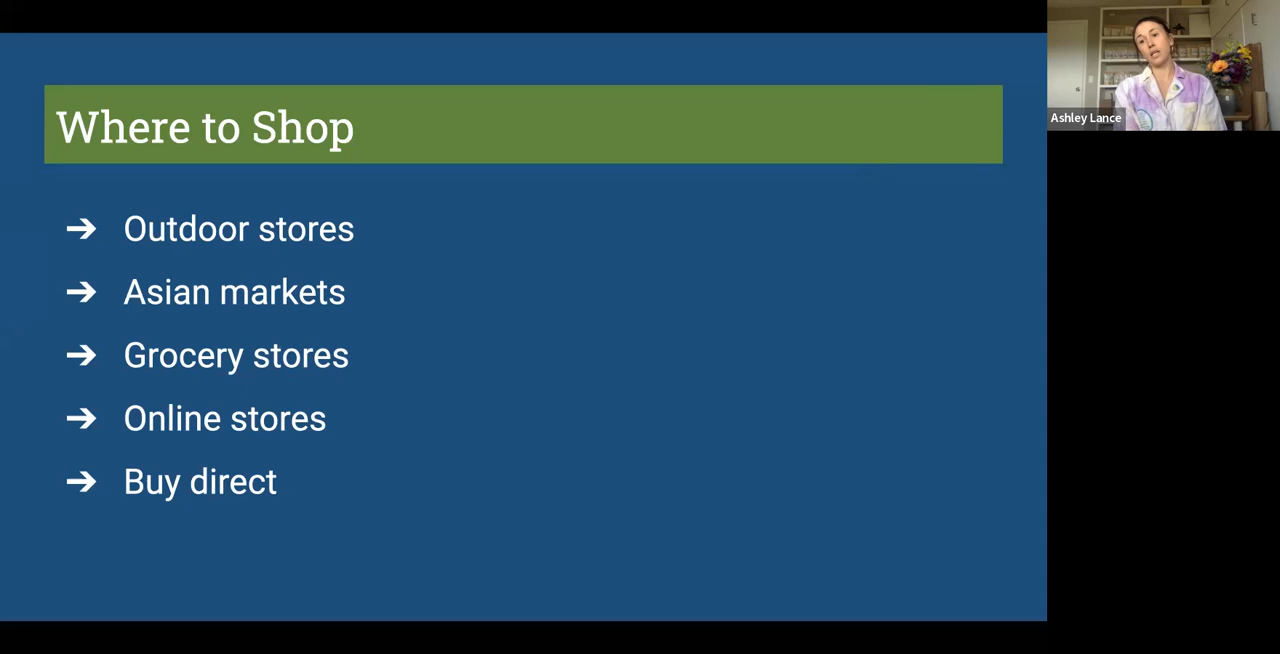 Where to Shop
➔ Outdoor stores
➔ Asian markets
➔ Grocery stores
➔ Online stores
➔ Buy direct
Ashley Lance